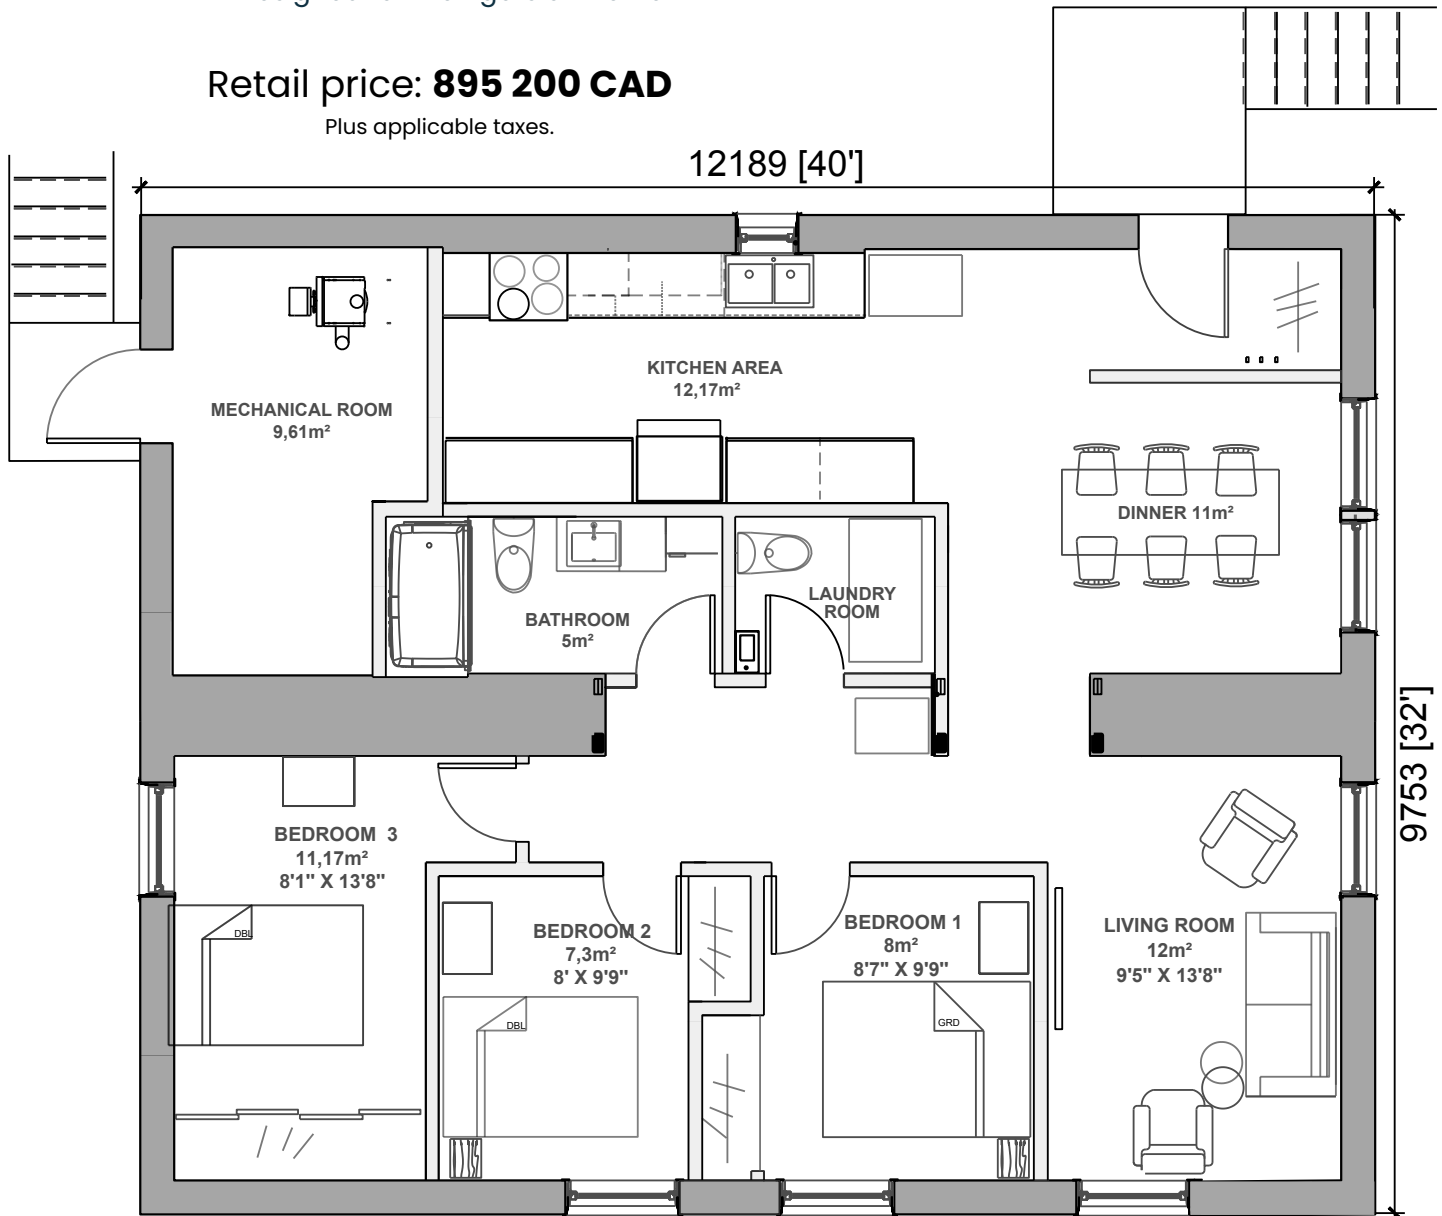 Retail price: 895 200 CAD
Plus applicable taxes.
12189 [40']
KITCHEN AREA
12,17m²
MECHANICAL ROOM
9,61m²
DINNER 11m²
LAUNDRY
ROOM
BATHROOM
5m²
9753 [32']
BEDROOM 3
11,17m²
8'1" X 13'8"
DBL
BEDROOM 2
7,3m²
8' X 9'9"
DBL
BEDROOM 1
8m²
8'7" X 9'9"
GRD
LIVING ROOM
12m²
9'5" X 13'8"